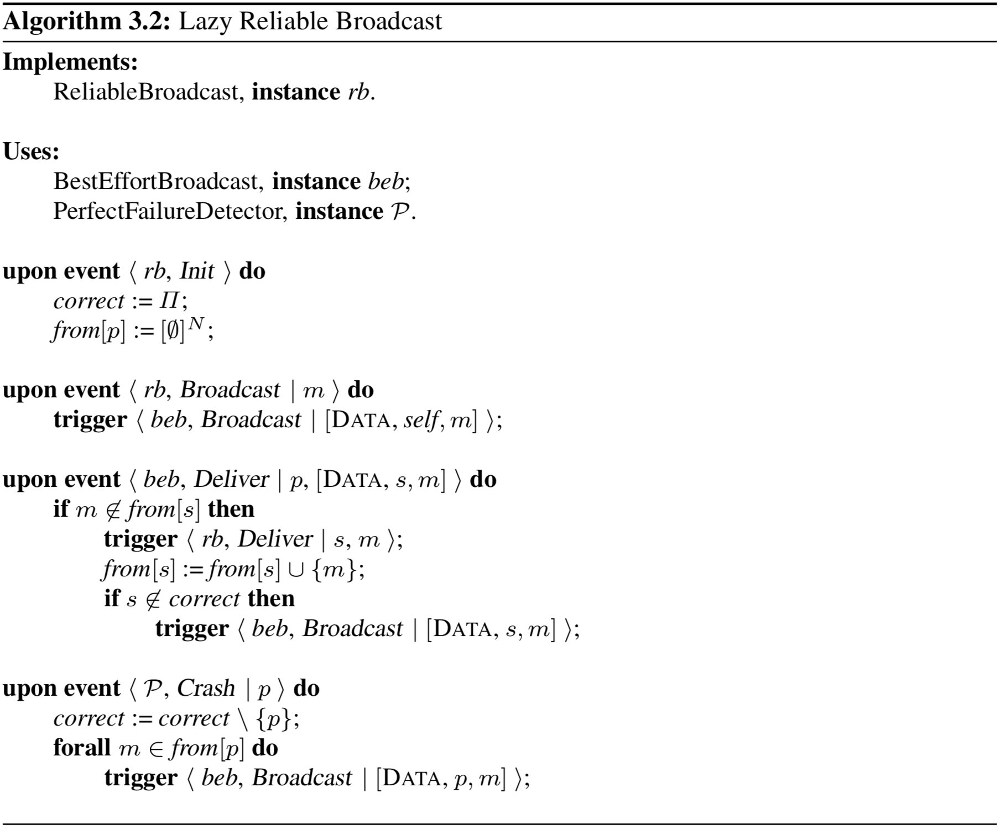 Algorithm 3.2: Lazy Reliable Broadcast
Implements:
ReliableBroadcast, instance rb.
Uses:
BestEffortBroadcast, instance beb;
PerfectFailureDetector, instance 𝒫.
upon event ⟨ rb, Init ⟩ do
correct := Π;
from[p] := [∅]^N;
upon event ⟨ rb, Broadcast | m ⟩ do
trigger ⟨ beb, Broadcast | [DATA, self, m] ⟩;
upon event ⟨ beb, Deliver | p, [DATA, s, m] ⟩ do
if m ∉ from[s] then
trigger ⟨ rb, Deliver | s, m ⟩;
from[s] := from[s] ∪ {m};
if s ∉ correct then
trigger ⟨ beb, Broadcast | [DATA, s, m] ⟩;
upon event ⟨ 𝒫, Crash | p ⟩ do
correct := correct \ {p};
forall m ∈ from[p] do
trigger ⟨ beb, Broadcast | [DATA, p, m] ⟩;